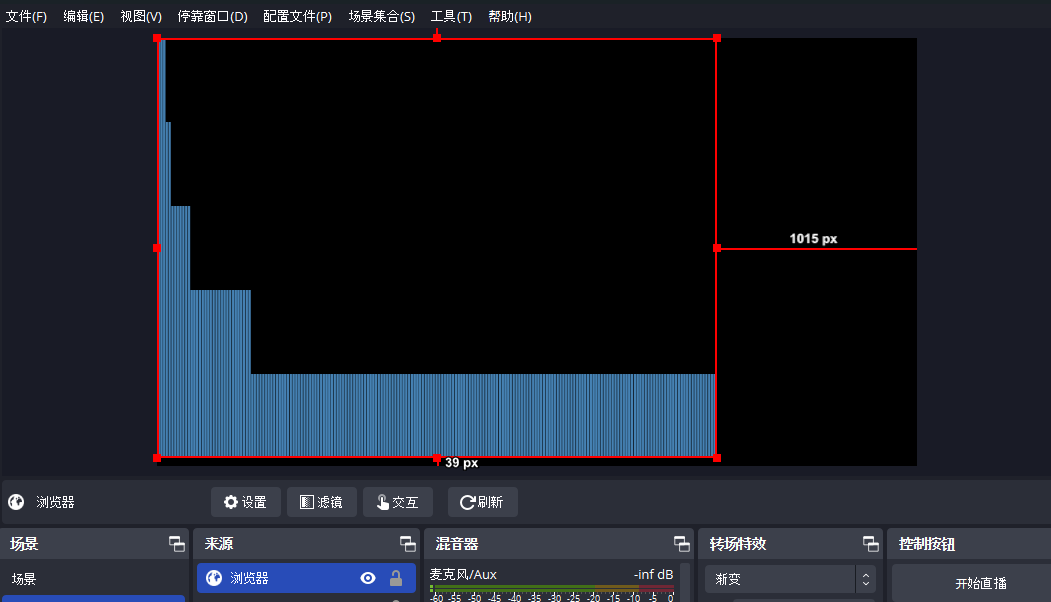 文件(F) 编辑(E) 视图(V) 停靠窗口(D) 配置文件(P) 场景集合(S) 工具(T) 帮助(H)
1015 px
39 px
浏览器 设置 滤镜 交互 刷新
场景 来源 混音器 转场特效 控制按钮
场景 浏览器 麦克风/Aux -inf dB 渐变 开始直播
-60 -55 -50 -45 -40 -35 -30 -25 -20 -15 -10 -5 0